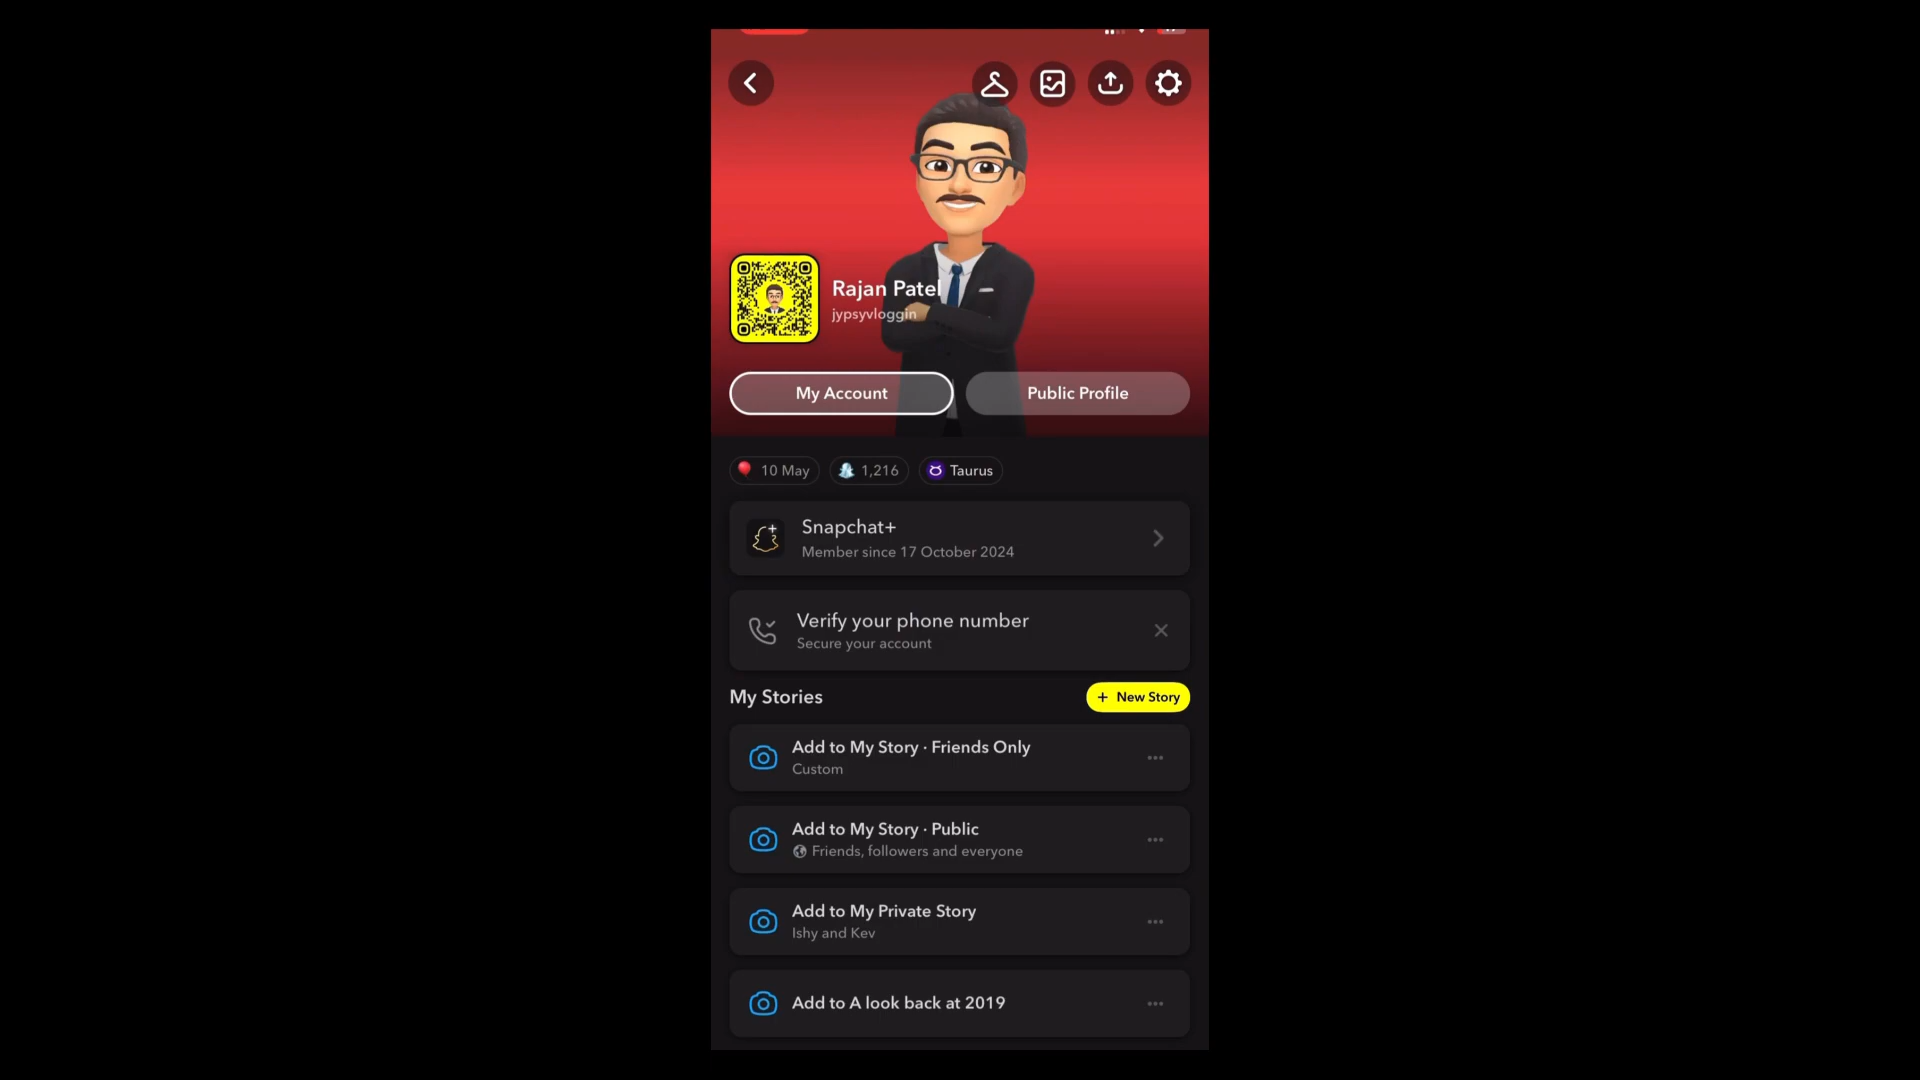 Rajan Patel
jypsyvloggin
My Account
Public Profile
10 May
1,216
Taurus
Snapchat+
Member since 17 October 2024
Verify your phone number
Secure your account
My Stories
+ New Story
Add to My Story · Friends Only
Custom
Add to My Story · Public
Friends, followers and everyone
Add to My Private Story
Ishy and Kev
Add to A look back at 2019